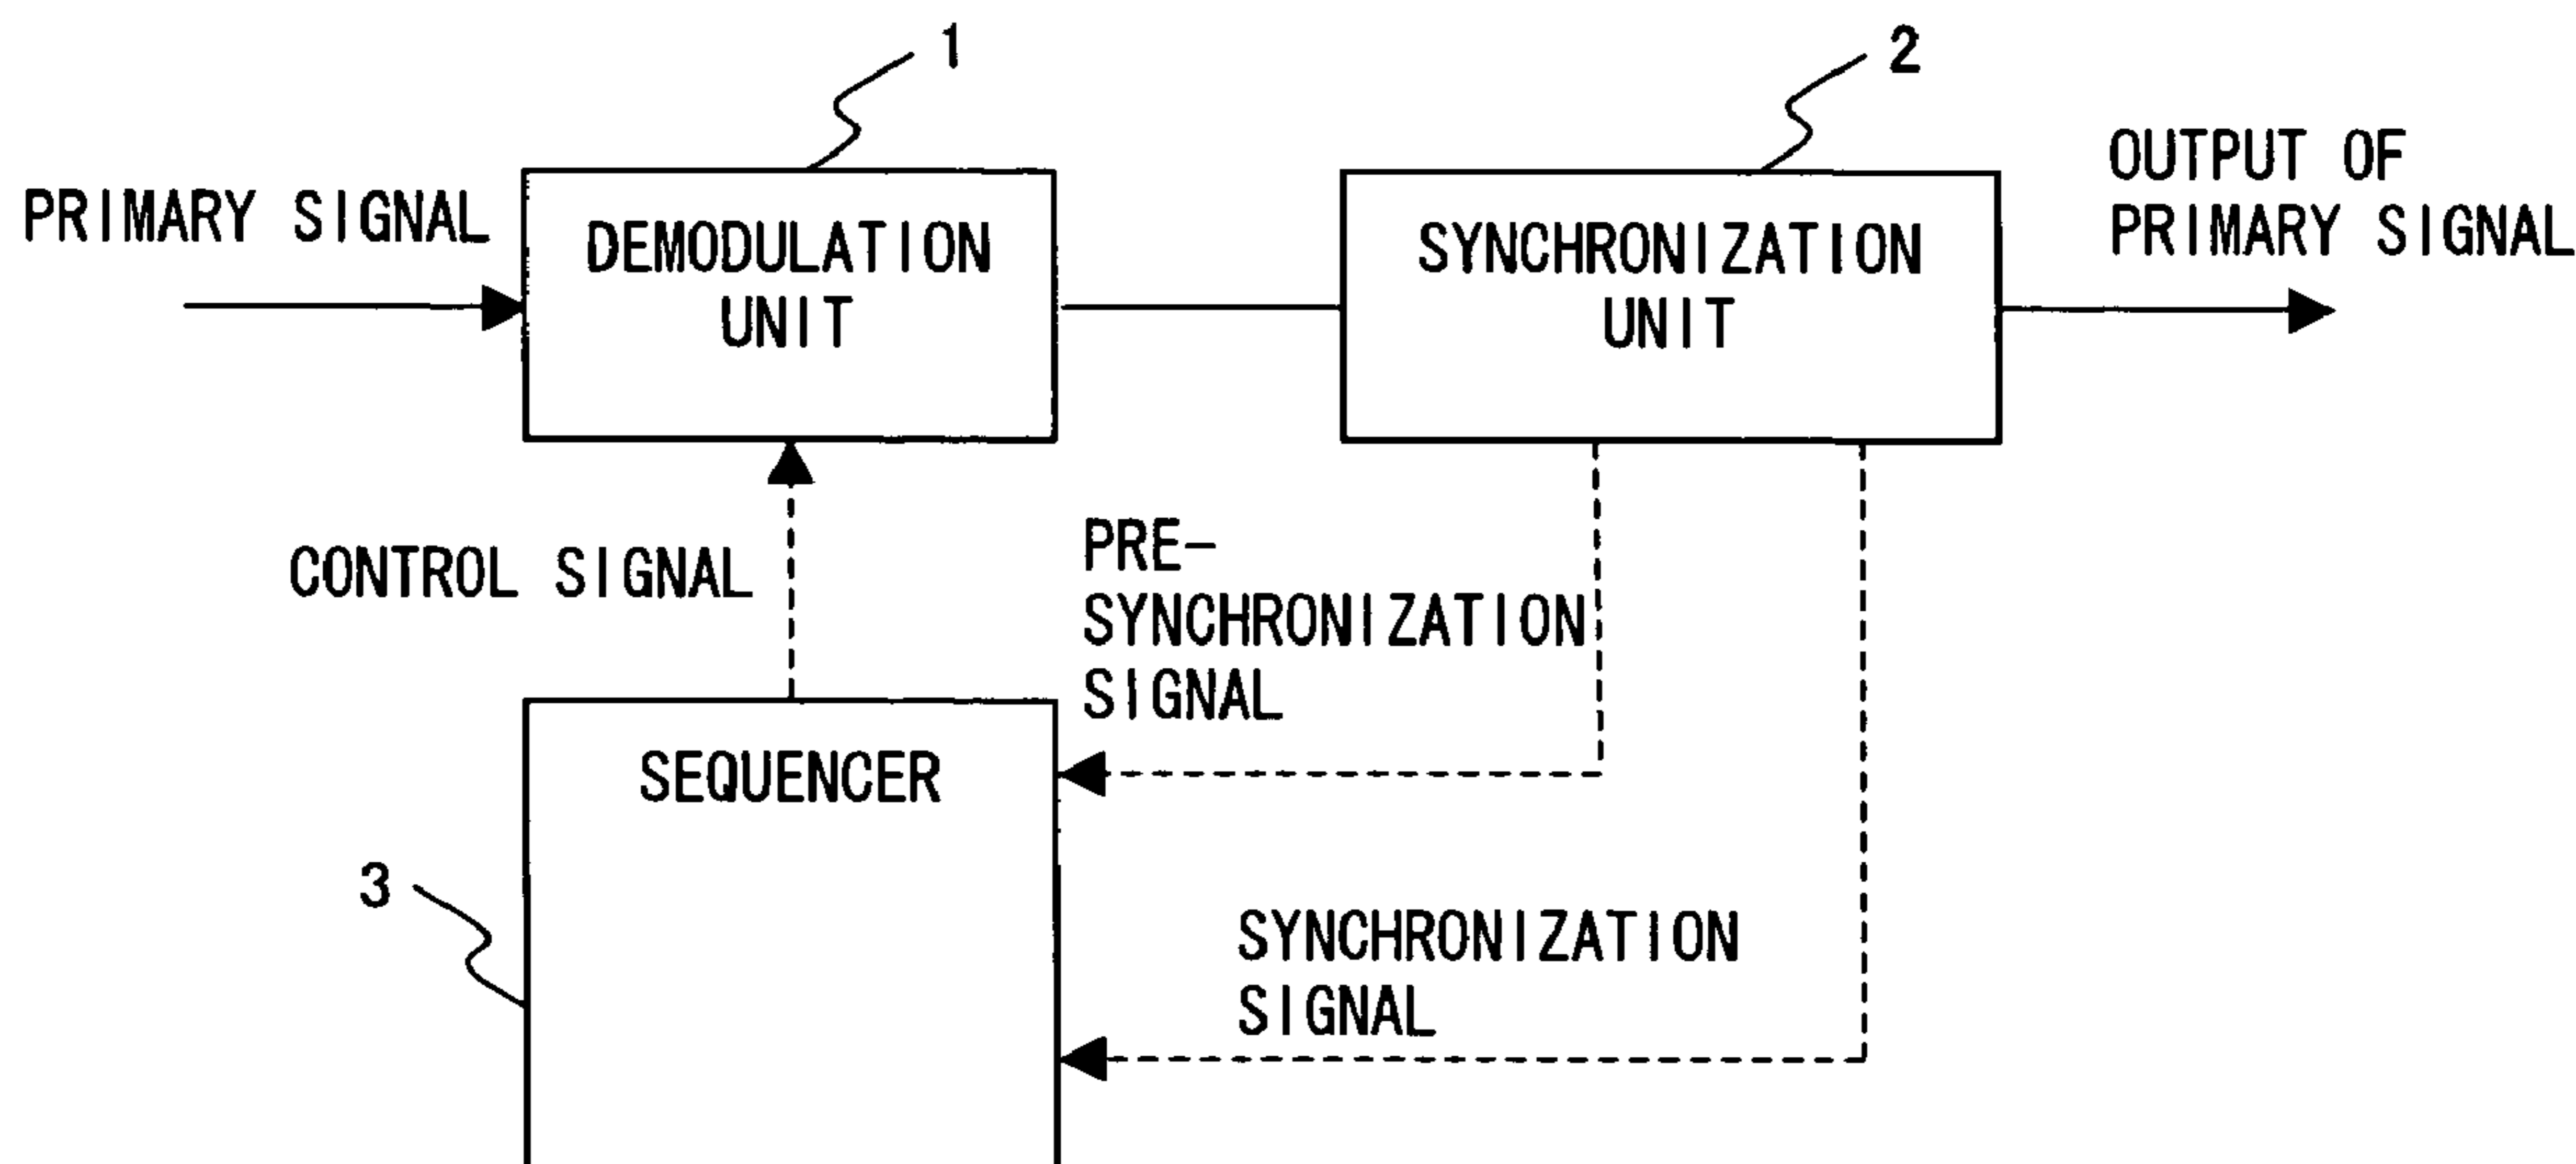 1
2
PRIMARY SIGNAL
DEMODULATION
UNIT
SYNCHRONIZATION
UNIT
OUTPUT OF
PRIMARY SIGNAL
CONTROL SIGNAL
PRE-
SYNCHRONIZATION
SIGNAL
SEQUENCER
3
SYNCHRONIZATION
SIGNAL